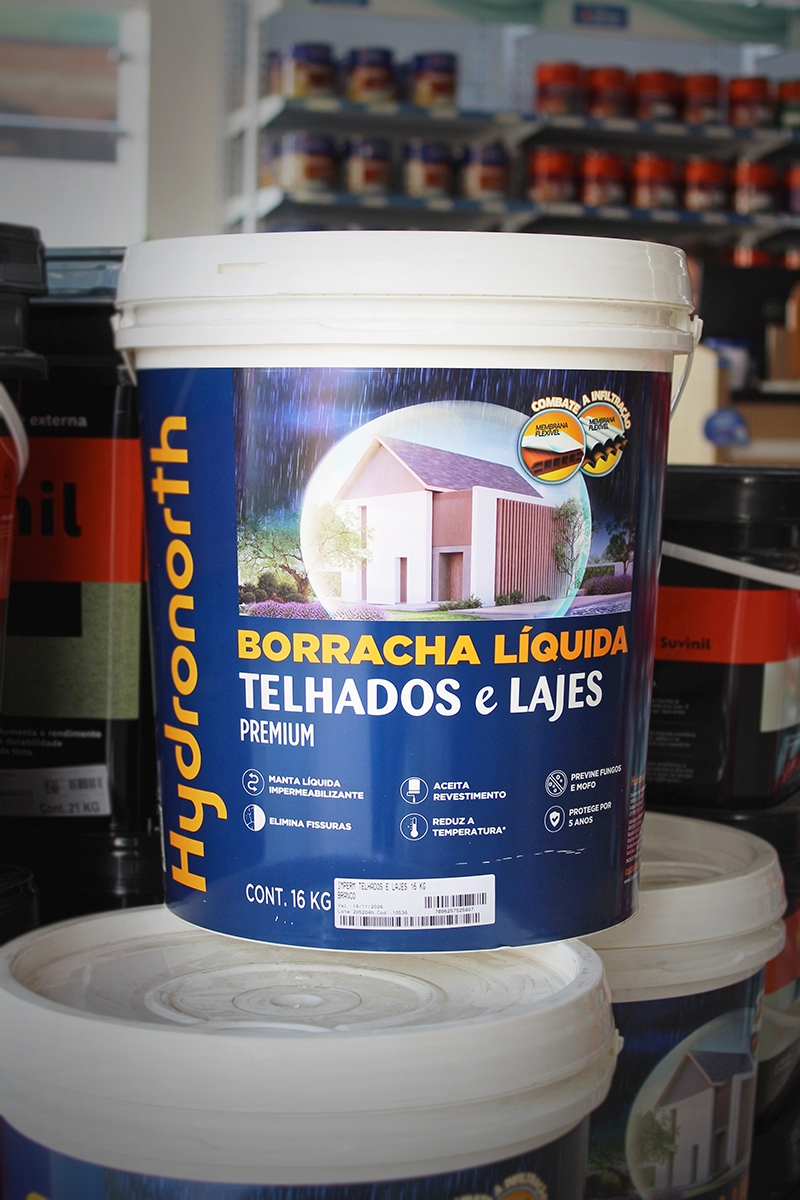 COMBATE A INFILTRAÇÃO
MEMBRANA
FLEXÍVEL
MEMBRANA
FLEXÍVEL
Hydronorth
BORRACHA LÍQUIDA
TELHADOS e LAJES
PREMIUM
MANTA LÍQUIDA
IMPERMEABILIZANTE
ACEITA
REVESTIMENTO
PREVINE FUNGOS
E MOFO
ELIMINA FISSURAS
REDUZ A
TEMPERATURA*
PROTEGE POR
5 ANOS
CONT. 16 KG
IMPERM TELHADOS E LAJES 16 KG
BRANCO
externa
nil
Cont. 21 KG
Suvinil